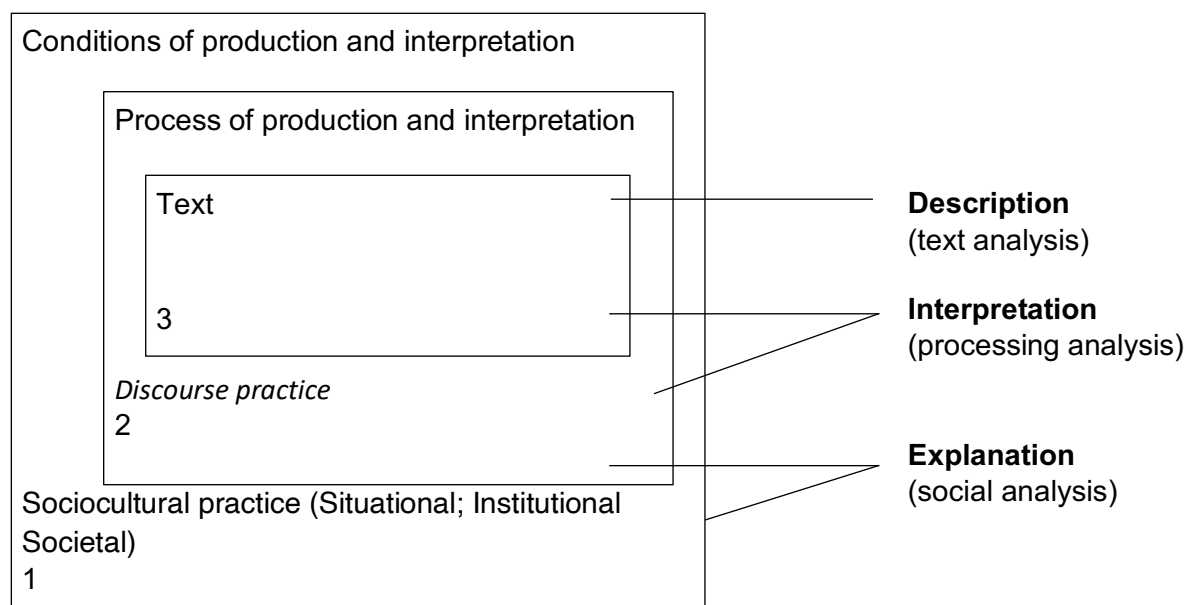 Conditions of production and interpretation
Process of production and interpretation
Text
3
Discourse practice
2
Sociocultural practice (Situational; Institutional
Societal)
1
Description
(text analysis)
Interpretation
(processing analysis)
Explanation
(social analysis)